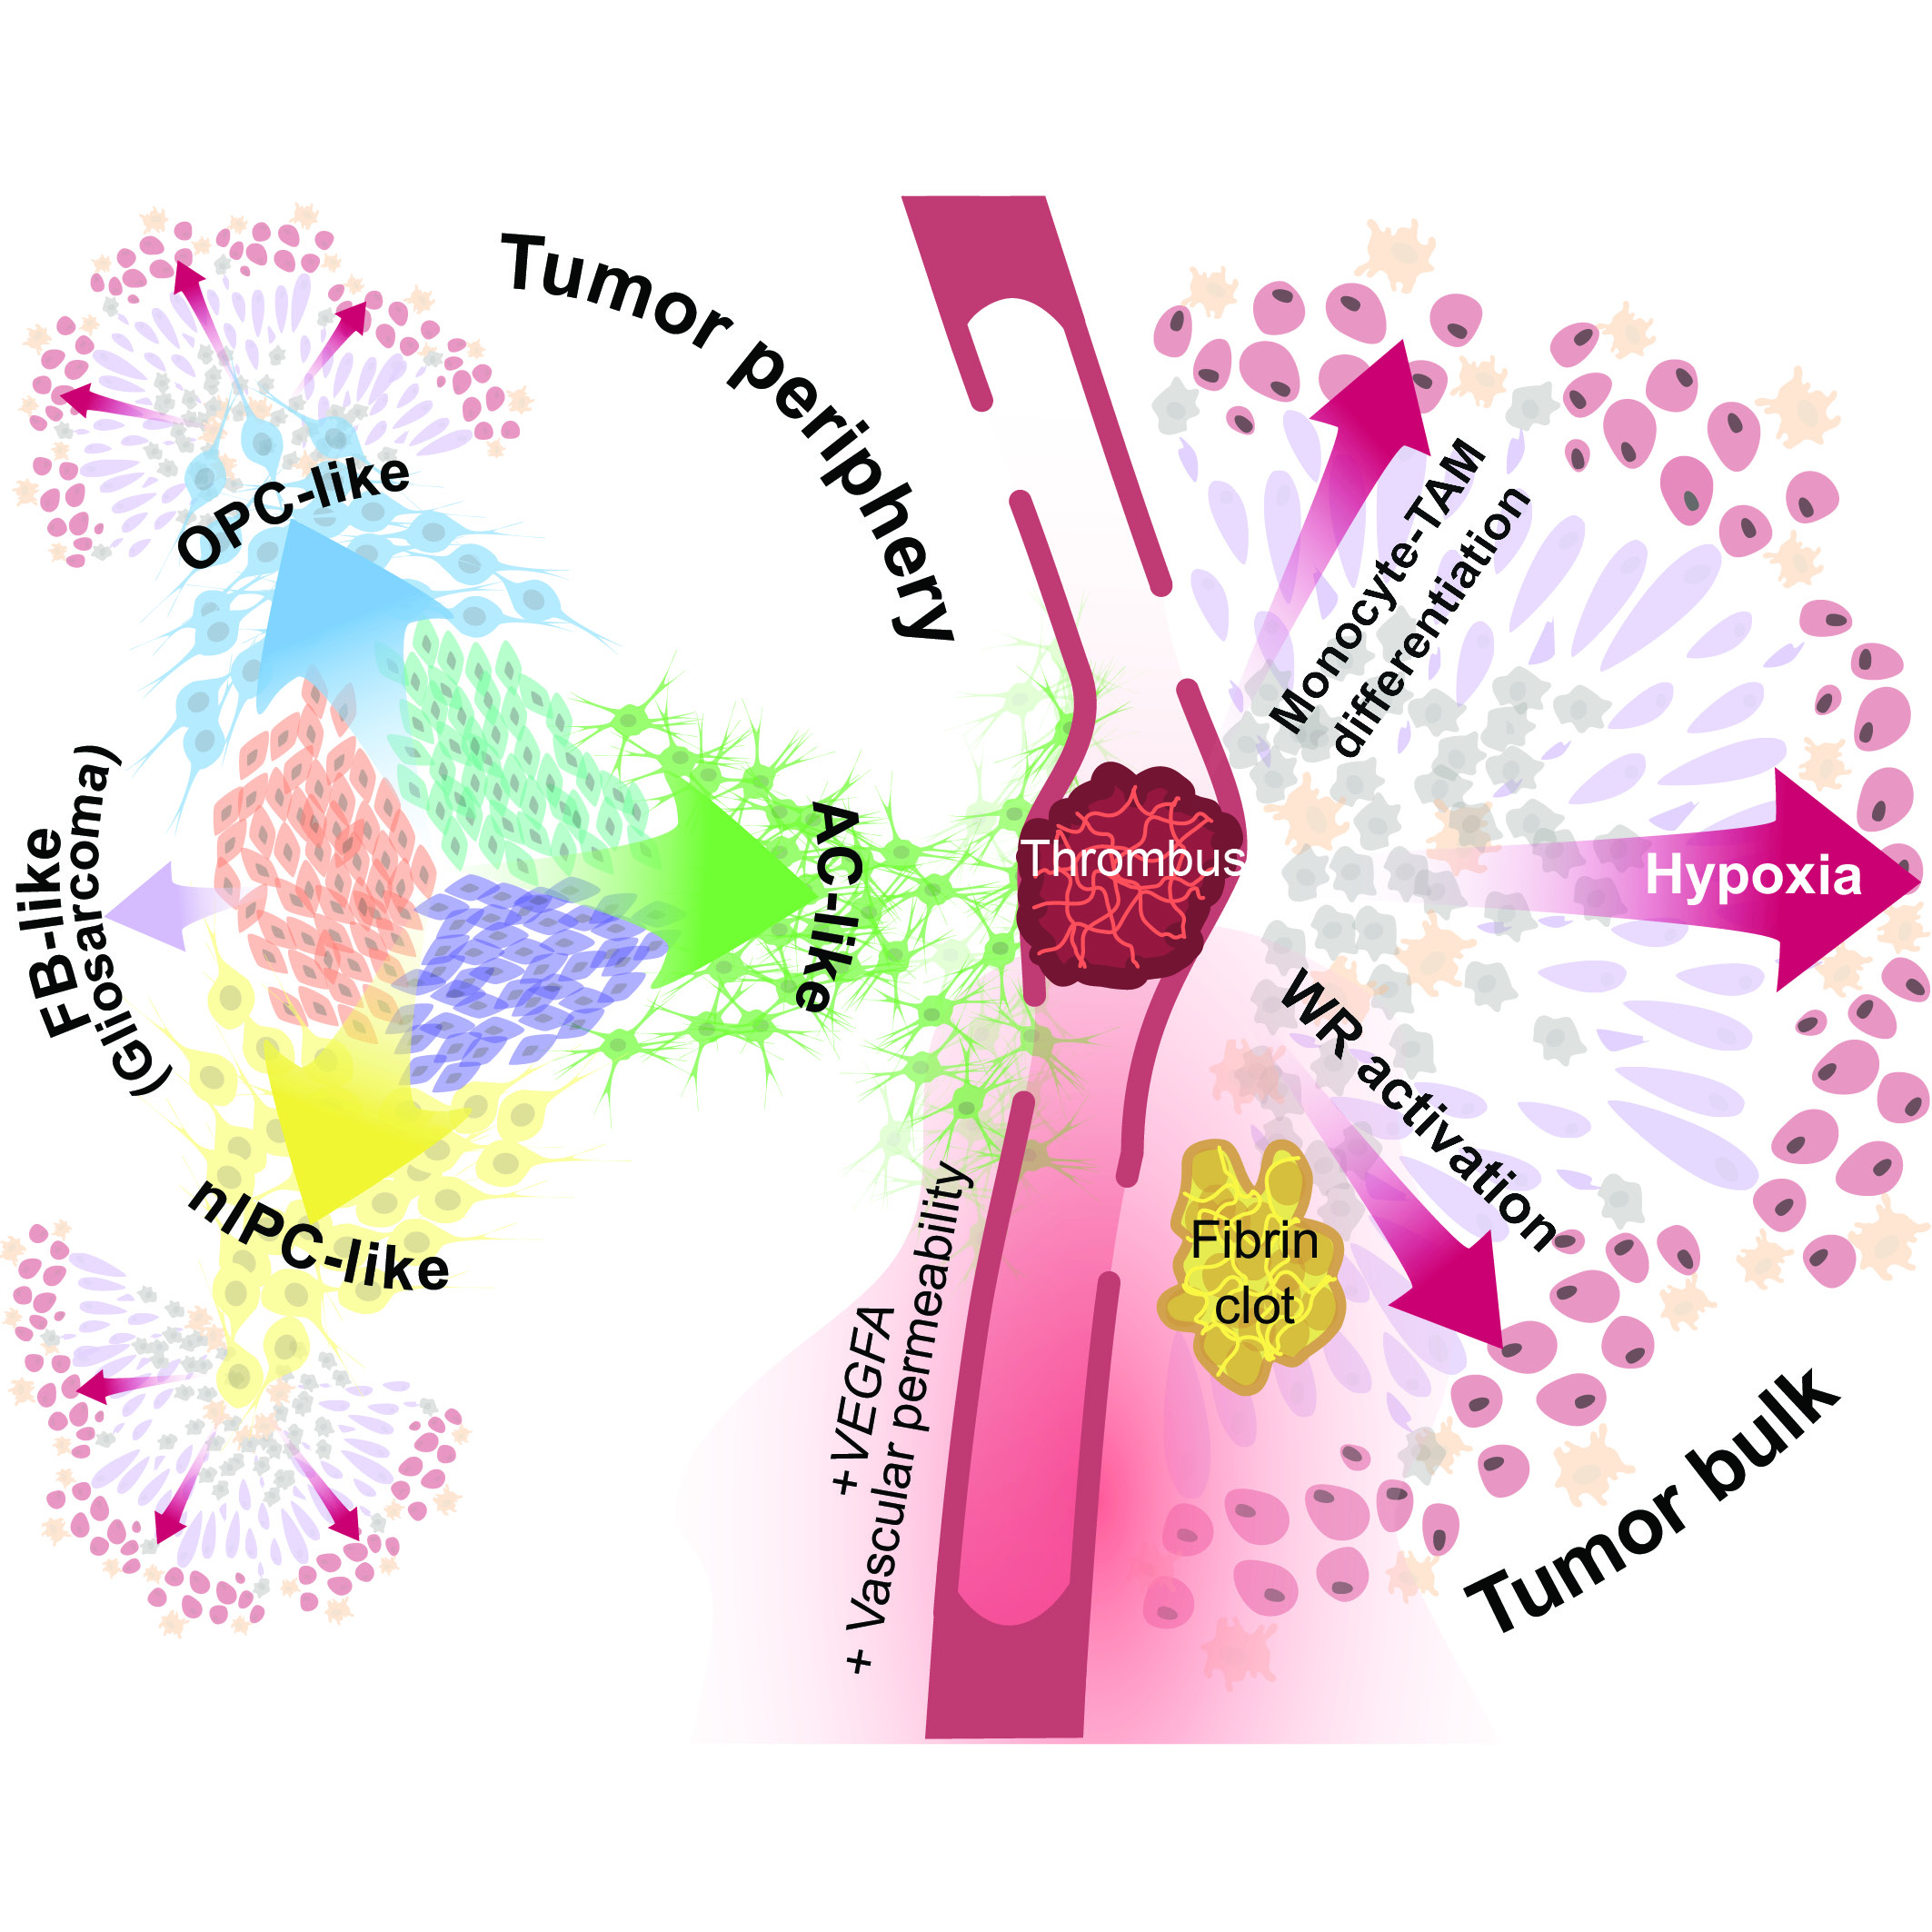 Tumor periphery
OPC-like
FB-like
(Gliosarcoma)
AC-like
nIPC-like
Thrombus
Monocyte-TAM
differentiation
Hypoxia
WR activation
Fibrin
clot
+VEGFA
+ Vascular permeability
Tumor bulk